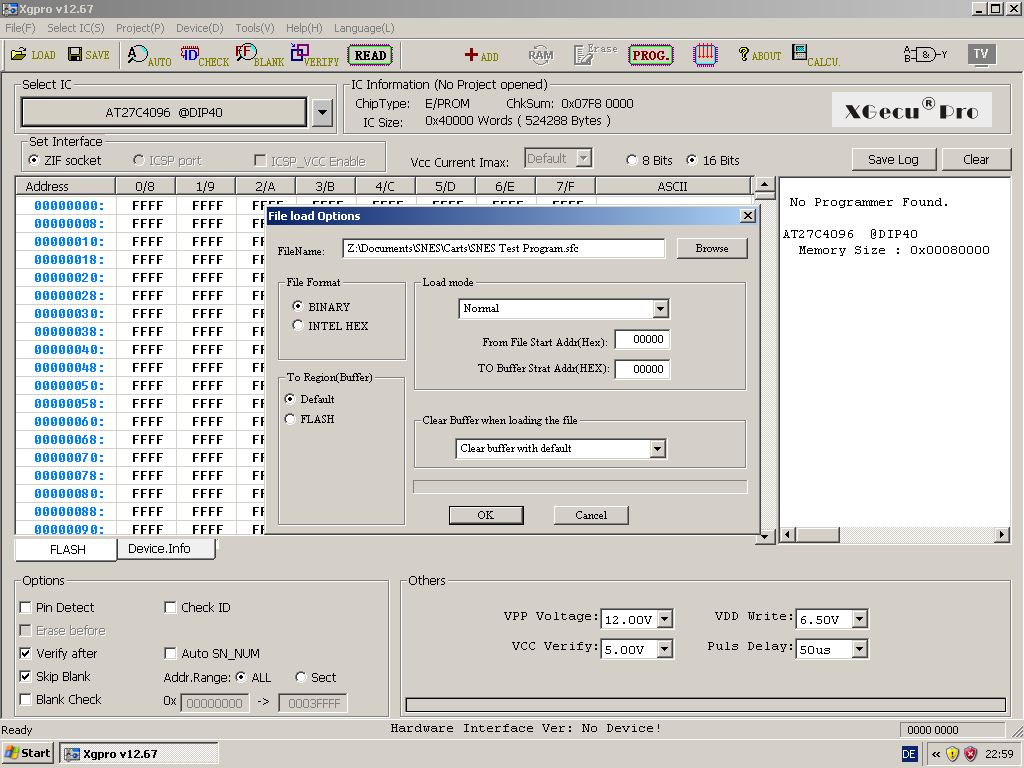 Xgpro v12.67
File(F) Select IC(S) Project(P) Device(D) Tools(V) Help(H) Language(L)
LOAD SAVE AUTO CHECK BLANK VERIFY READ ADD RAM Erase PROG. ABOUT CALCU. TV
Select IC
AT27C4096 @DIP40
IC Information (No Project opened)
ChipType: E/PROM ChkSum: 0x07F8 0000
IC Size: 0x40000 Words ( 524288 Bytes )
XGecu® Pro
Set Interface
ZIF socket ICSP port ICSP_VCC Enable
Vcc Current Imax: Default 8 Bits 16 Bits
Save Log Clear
Address 0/8 1/9 2/A 3/B 4/C 5/D 6/E 7/F ASCII
00000000: FFFF FFFF FFFF FFFF FFFF FFFF FFFF FFFF
00000008: FFFF FFFF FF
00000010: FFFF FFFF FF
00000018: FFFF FFFF FF
00000020: FFFF FFFF FF
00000028: FFFF FFFF FF
00000030: FFFF FFFF FF
00000038: FFFF FFFF FF
00000040: FFFF FFFF FF
00000048: FFFF FFFF FF
00000050: FFFF FFFF FF
00000058: FFFF FFFF FF
00000060: FFFF FFFF FF
00000068: FFFF FFFF FF
00000070: FFFF FFFF FF
00000078: FFFF FFFF FF
00000080: FFFF FFFF FF
00000088: FFFF FFFF FF
00000090: FFFF FFFF FF
File load Options
FileName: Z:\Documents\SNES\Carts\SNES Test Program.sfc Browse
File Format
BINARY
INTEL HEX
To Region(Buffer)
Default
FLASH
Load mode
Normal
From File Start Addr(Hex): 00000
TO Buffer Strat Addr(HEX): 00000
Clear Buffer when loading the file
Clear buffer with default
OK Cancel
No Programmer Found.
AT27C4096 @DIP40
Memory Size : 0x00080000
FLASH Device.Info
Options
Pin Detect Check ID
Erase before
Verify after Auto SN_NUM
Skip Blank Addr.Range: ALL Sect
Blank Check 0x 00000000 -> 0003FFFF
Others
VPP Voltage: 12.00V VDD Write: 6.50V
VCC Verify: 5.00V Puls Delay: 50us
Ready Hardware Interface Ver: No Device! 0000 0000
Start Xgpro v12.67 DE « 22:59